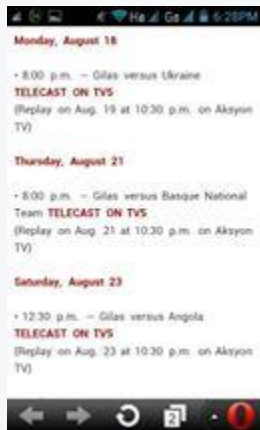 6:28PM
Monday, August 18
• 8:00 p.m. – Gilas versus Ukraine
TELECAST ON TV5
(Replay on Aug. 19 at 10:30 p.m. on Aksyon
TV)
Thursday, August 21
• 8:00 p.m. – Gilas versus Basque National
Team TELECAST ON TV5
(Replay on Aug. 21 at 10:30 p.m. on Aksyon
TV)
Saturday, August 23
• 12:30 p.m. – Gilas versus Angola
TELECAST ON TV5
(Replay on Aug. 23 at 10:30 p.m. on Aksyon
TV)
2